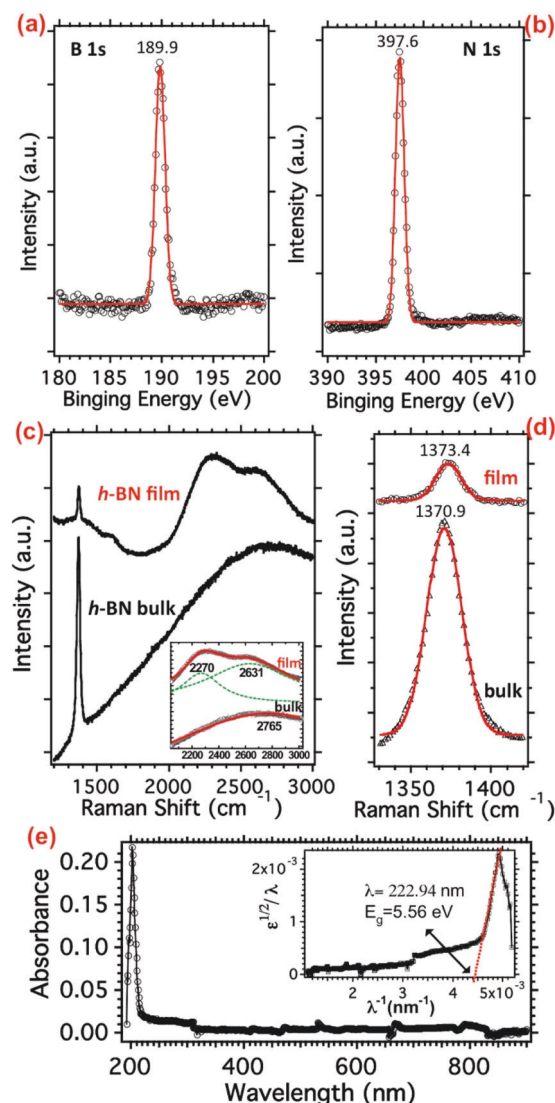 (a)
B 1s
189.9
Intensity (a.u.)
180 185 190 195 200
Binging Energy (eV)
(b)
N 1s
397.6
Intensity (a.u.)
390 395 400 405 410
Binging Energy (eV)
(c)
h-BN film
h-BN bulk
Intensity (a.u.)
1500 2000 2500 3000
Raman Shift (cm -1)
film
2270 2631
bulk
2765
2200 2400 2600 2800 3000
(d)
1373.4
film
1370.9
bulk
Intensity (a.u.)
1350 1400
Raman Shift (cm -1)
(e)
Absorbance
0.20
0.15
0.10
0.05
0.00
200 400 600 800
Wavelength (nm)
ε1/2/λ
2x10-3
1
0
λ= 222.94 nm
Eg=5.56 eV
2 3 4 5x10-3
λ-1(nm-1)